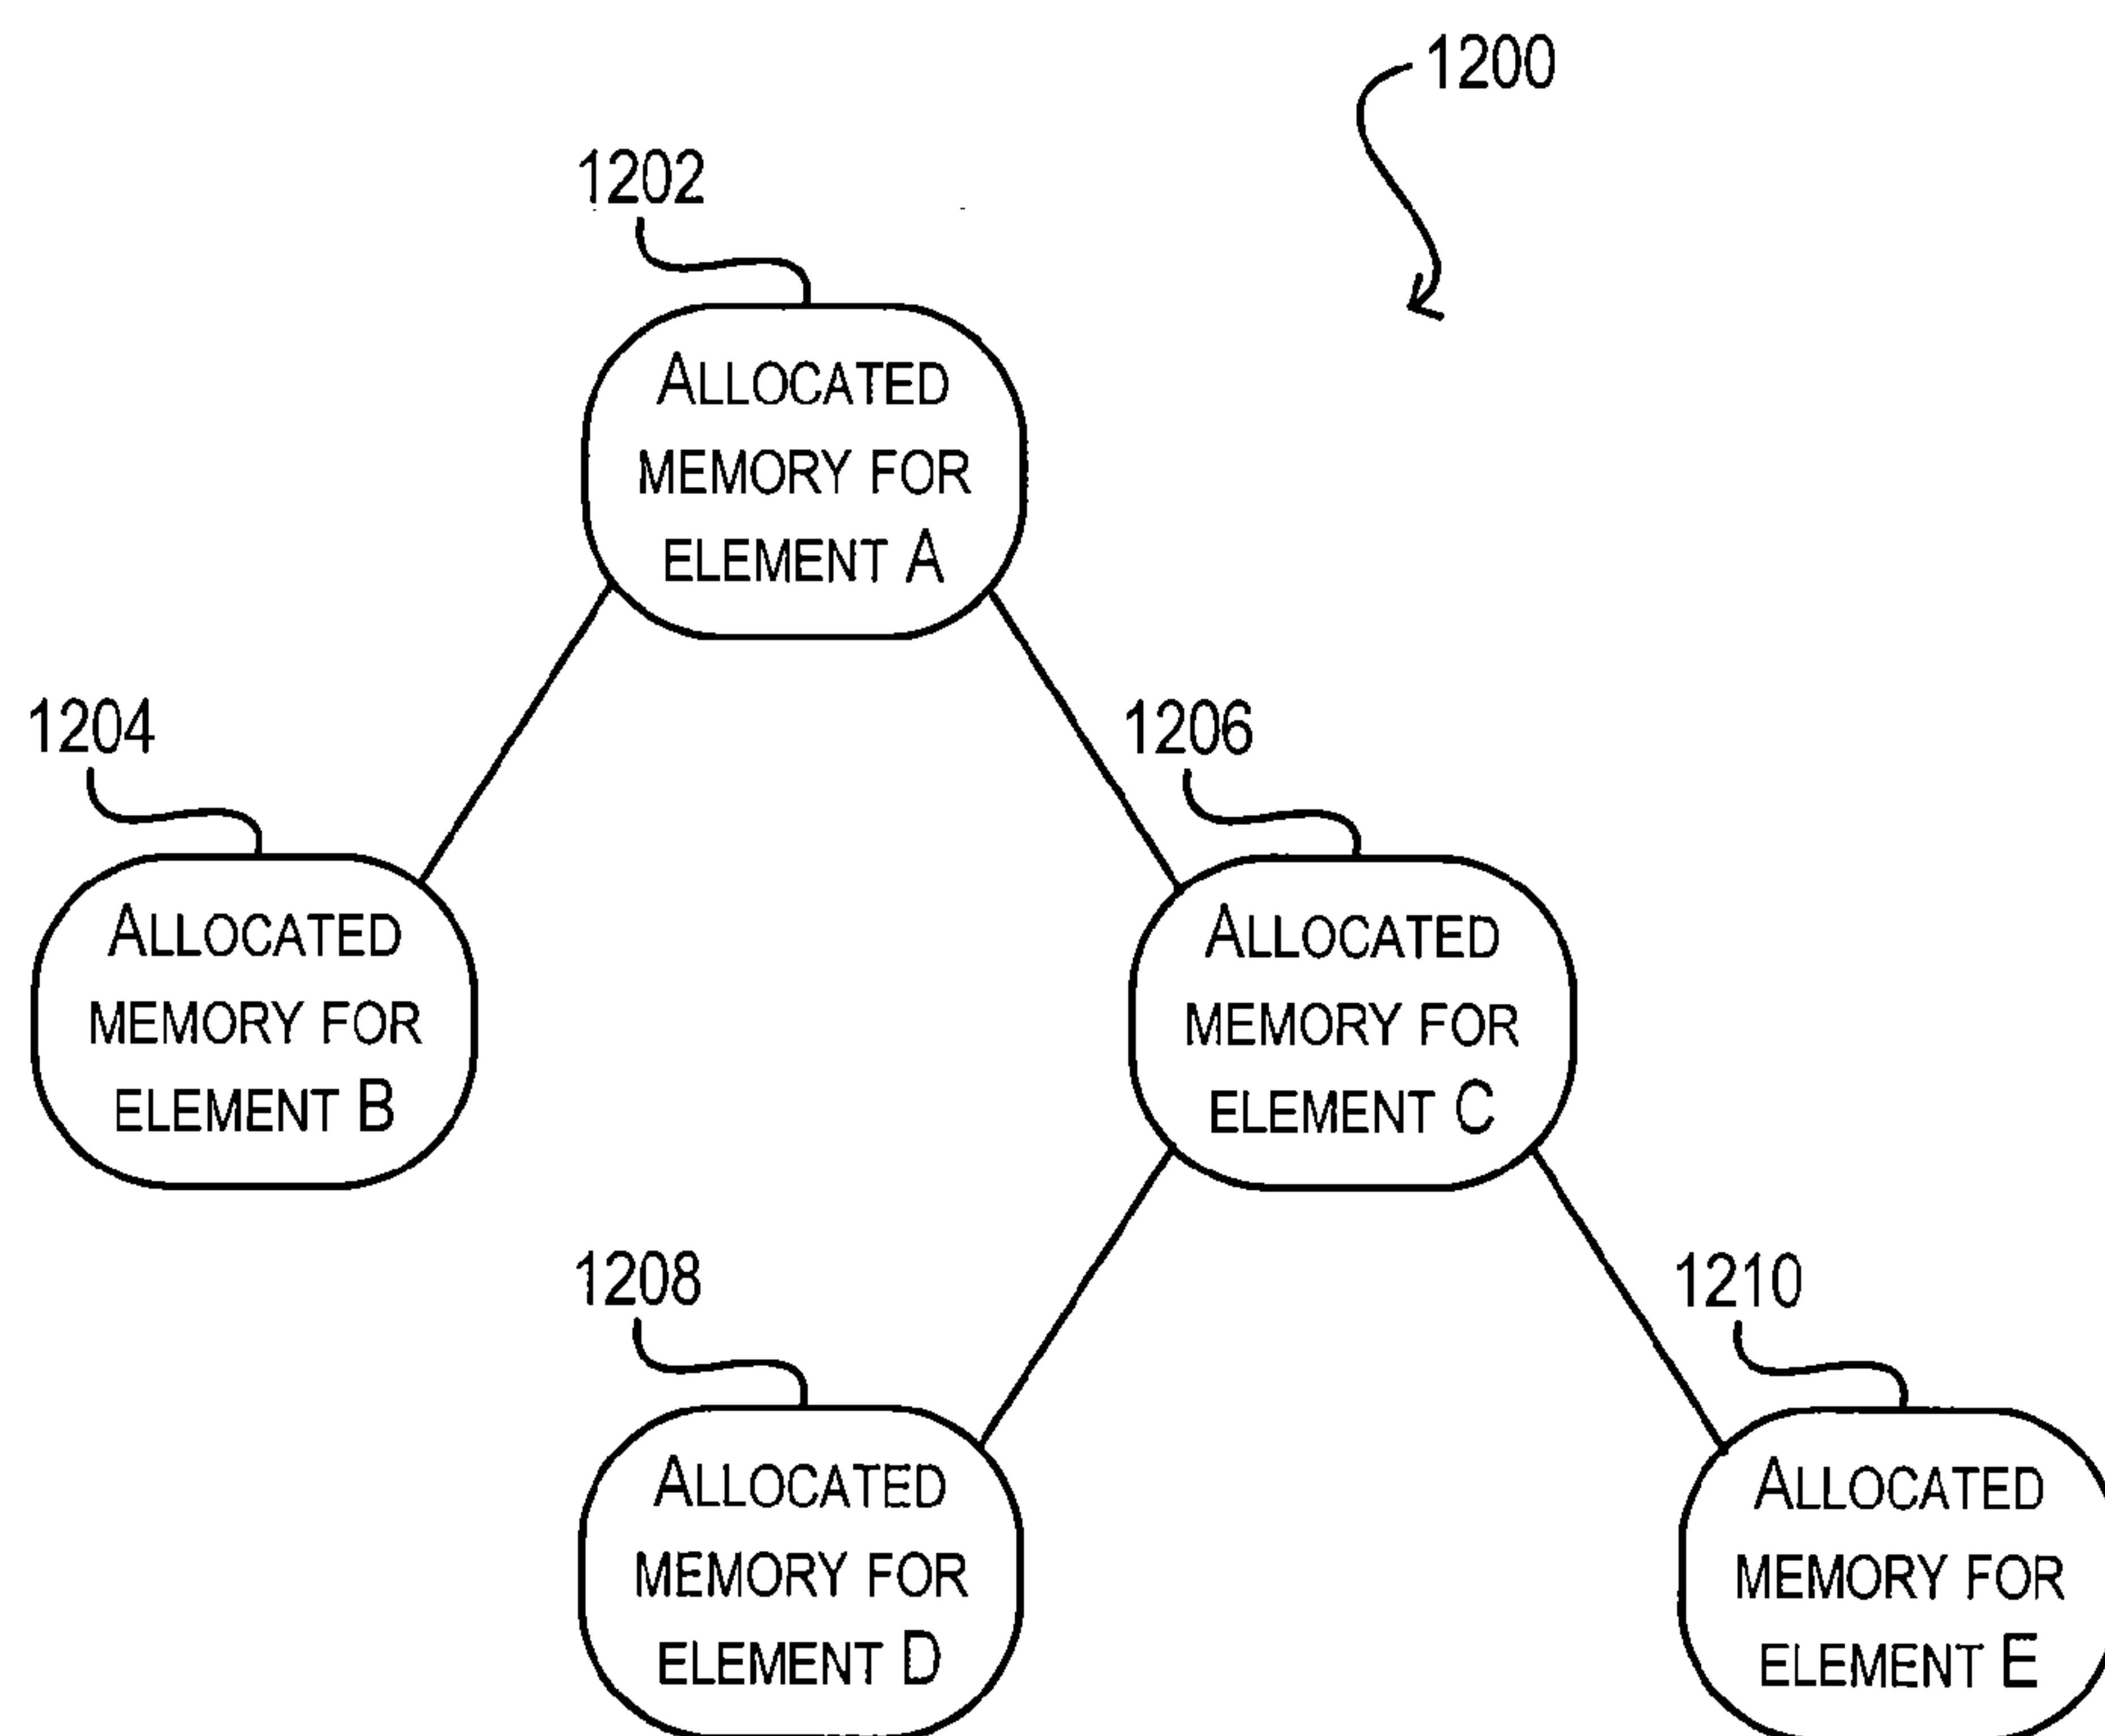 1200
1202
ALLOCATED
MEMORY FOR
ELEMENT A
1204
1206
ALLOCATED
MEMORY FOR
ELEMENT B
ALLOCATED
MEMORY FOR
ELEMENT C
1208
1210
ALLOCATED
MEMORY FOR
ELEMENT D
ALLOCATED
MEMORY FOR
ELEMENT E